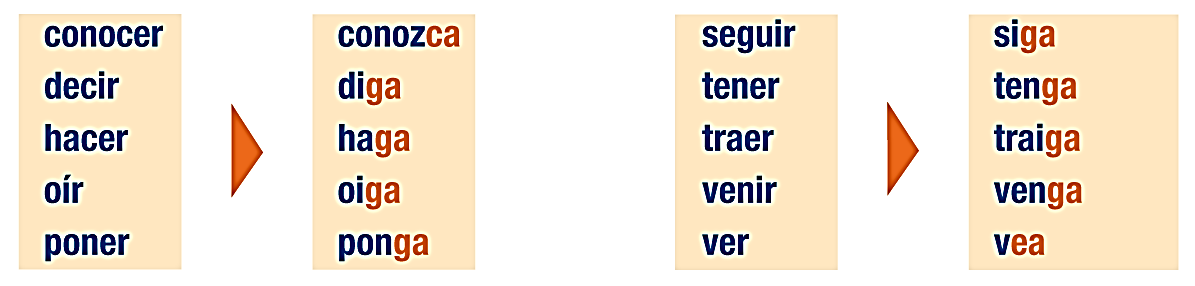 conocer
decir
hacer
oír
poner
conozca
diga
haga
oiga
ponga
seguir
tener
traer
venir
ver
siga
tenga
traiga
venga
vea